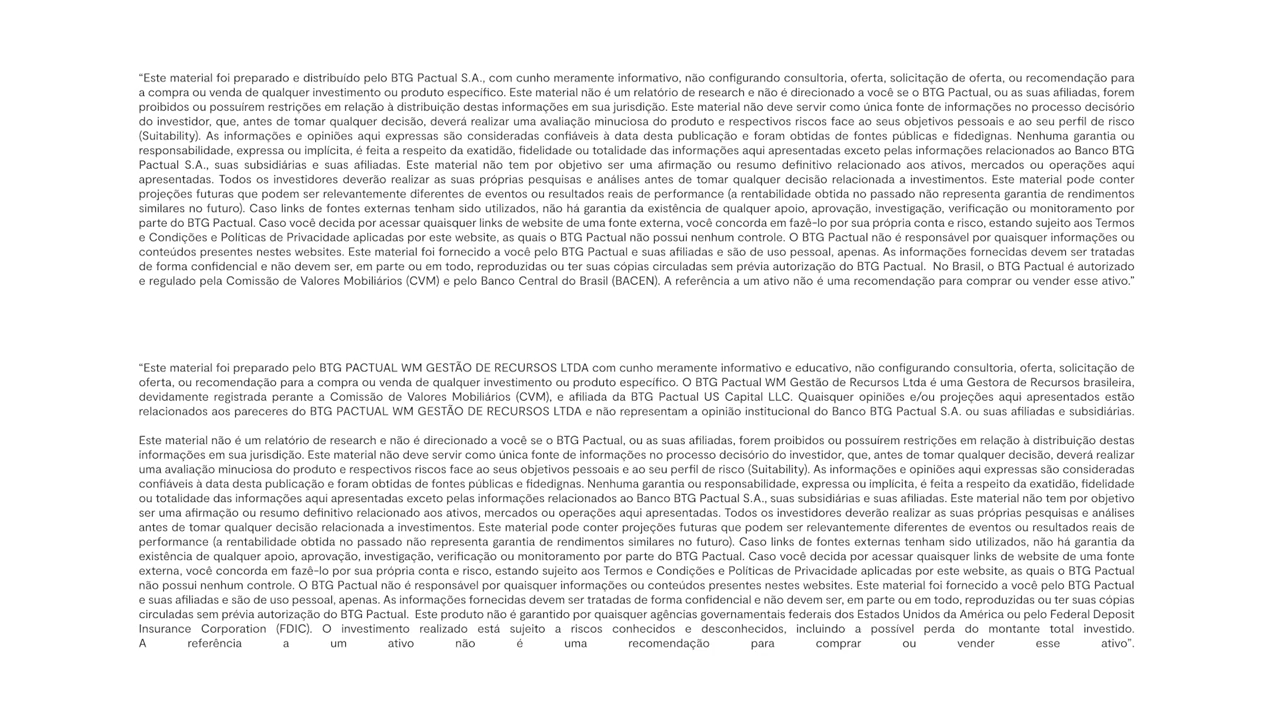 “Este material foi preparado e distribuído pelo BTG Pactual S.A., com cunho meramente informativo, não configurando consultoria, oferta, solicitação de oferta, ou recomendação para
a compra ou venda de qualquer investimento ou produto específico. Este material não é um relatório de research e não é direcionado a você se o BTG Pactual, ou as suas afiliadas, forem
proibidos ou possuírem restrições em relação à distribuição destas informações em sua jurisdição. Este material não deve servir como única fonte de informações no processo decisório
do investidor, que, antes de tomar qualquer decisão, deverá realizar uma avaliação minuciosa do produto e respectivos riscos face ao seus objetivos pessoais e ao seu perfil de risco
(Suitability). As informações e opiniões aqui expressas são consideradas confiáveis à data desta publicação e foram obtidas de fontes públicas e fidedignas. Nenhuma garantia ou
responsabilidade, expressa ou implícita, é feita a respeito da exatidão, fidelidade ou totalidade das informações aqui apresentadas exceto pelas informações relacionados ao Banco BTG
Pactual S.A., suas subsidiárias e suas afiliadas. Este material não tem por objetivo ser uma afirmação ou resumo definitivo relacionado aos ativos, mercados ou operações aqui
apresentadas. Todos os investidores deverão realizar as suas próprias pesquisas e análises antes de tomar qualquer decisão relacionada a investimentos. Este material pode conter
projeções futuras que podem ser relevantemente diferentes de eventos ou resultados reais de performance (a rentabilidade obtida no passado não representa garantia de rendimentos
similares no futuro). Caso links de fontes externas tenham sido utilizados, não há garantia da existência de qualquer apoio, aprovação, investigação, verificação ou monitoramento por
parte do BTG Pactual. Caso você decida por acessar quaisquer links de website de uma fonte externa, você concorda em fazê-lo por sua própria conta e risco, estando sujeito aos Termos
e Condições e Políticas de Privacidade aplicadas por este website, as quais o BTG Pactual não possui nenhum controle. O BTG Pactual não é responsável por quaisquer informações ou
conteúdos presentes nestes websites. Este material foi fornecido a você pelo BTG Pactual e suas afiliadas e são de uso pessoal, apenas. As informações fornecidas devem ser tratadas
de forma confidencial e não devem ser, em parte ou em todo, reproduzidas ou ter suas cópias circuladas sem prévia autorização do BTG Pactual.  No Brasil, o BTG Pactual é autorizado
e regulado pela Comissão de Valores Mobiliários (CVM) e pelo Banco Central do Brasil (BACEN). A referência a um ativo não é uma recomendação para comprar ou vender esse ativo.”
“Este material foi preparado pelo BTG PACTUAL WM GESTÃO DE RECURSOS LTDA com cunho meramente informativo e educativo, não configurando consultoria, oferta, solicitação de
oferta, ou recomendação para a compra ou venda de qualquer investimento ou produto específico. O BTG Pactual WM Gestão de Recursos Ltda é uma Gestora de Recursos brasileira,
devidamente registrada perante a Comissão de Valores Mobiliários (CVM), e afiliada da BTG Pactual US Capital LLC. Quaisquer opiniões e/ou projeções aqui apresentados estão
relacionados aos pareceres do BTG PACTUAL WM GESTÃO DE RECURSOS LTDA e não representam a opinião institucional do Banco BTG Pactual S.A. ou suas afiliadas e subsidiárias.
Este material não é um relatório de research e não é direcionado a você se o BTG Pactual, ou as suas afiliadas, forem proibidos ou possuírem restrições em relação à distribuição destas
informações em sua jurisdição. Este material não deve servir como única fonte de informações no processo decisório do investidor, que, antes de tomar qualquer decisão, deverá realizar
uma avaliação minuciosa do produto e respectivos riscos face ao seus objetivos pessoais e ao seu perfil de risco (Suitability). As informações e opiniões aqui expressas são consideradas
confiáveis à data desta publicação e foram obtidas de fontes públicas e fidedignas. Nenhuma garantia ou responsabilidade, expressa ou implícita, é feita a respeito da exatidão, fidelidade
ou totalidade das informações aqui apresentadas exceto pelas informações relacionados ao Banco BTG Pactual S.A., suas subsidiárias e suas afiliadas. Este material não tem por objetivo
ser uma afirmação ou resumo definitivo relacionado aos ativos, mercados ou operações aqui apresentadas. Todos os investidores deverão realizar as suas próprias pesquisas e análises
antes de tomar qualquer decisão relacionada a investimentos. Este material pode conter projeções futuras que podem ser relevantemente diferentes de eventos ou resultados reais de
performance (a rentabilidade obtida no passado não representa garantia de rendimentos similares no futuro). Caso links de fontes externas tenham sido utilizados, não há garantia da
existência de qualquer apoio, aprovação, investigação, verificação ou monitoramento por parte do BTG Pactual. Caso você decida por acessar quaisquer links de website de uma fonte
externa, você concorda em fazê-lo por sua própria conta e risco, estando sujeito aos Termos e Condições e Políticas de Privacidade aplicadas por este website, as quais o BTG Pactual
não possui nenhum controle. O BTG Pactual não é responsável por quaisquer informações ou conteúdos presentes nestes websites. Este material foi fornecido a você pelo BTG Pactual
e suas afiliadas e são de uso pessoal, apenas. As informações fornecidas devem ser tratadas de forma confidencial e não devem ser, em parte ou em todo, reproduzidas ou ter suas cópias
circuladas sem prévia autorização do BTG Pactual.  Este produto não é garantido por quaisquer agências governamentais federais dos Estados Unidos da América ou pelo Federal Deposit
Insurance Corporation (FDIC). O investimento realizado está sujeito a riscos conhecidos e desconhecidos, incluindo a possível perda do montante total investido.
A referência a um ativo não é uma recomendação para comprar ou vender esse ativo”.